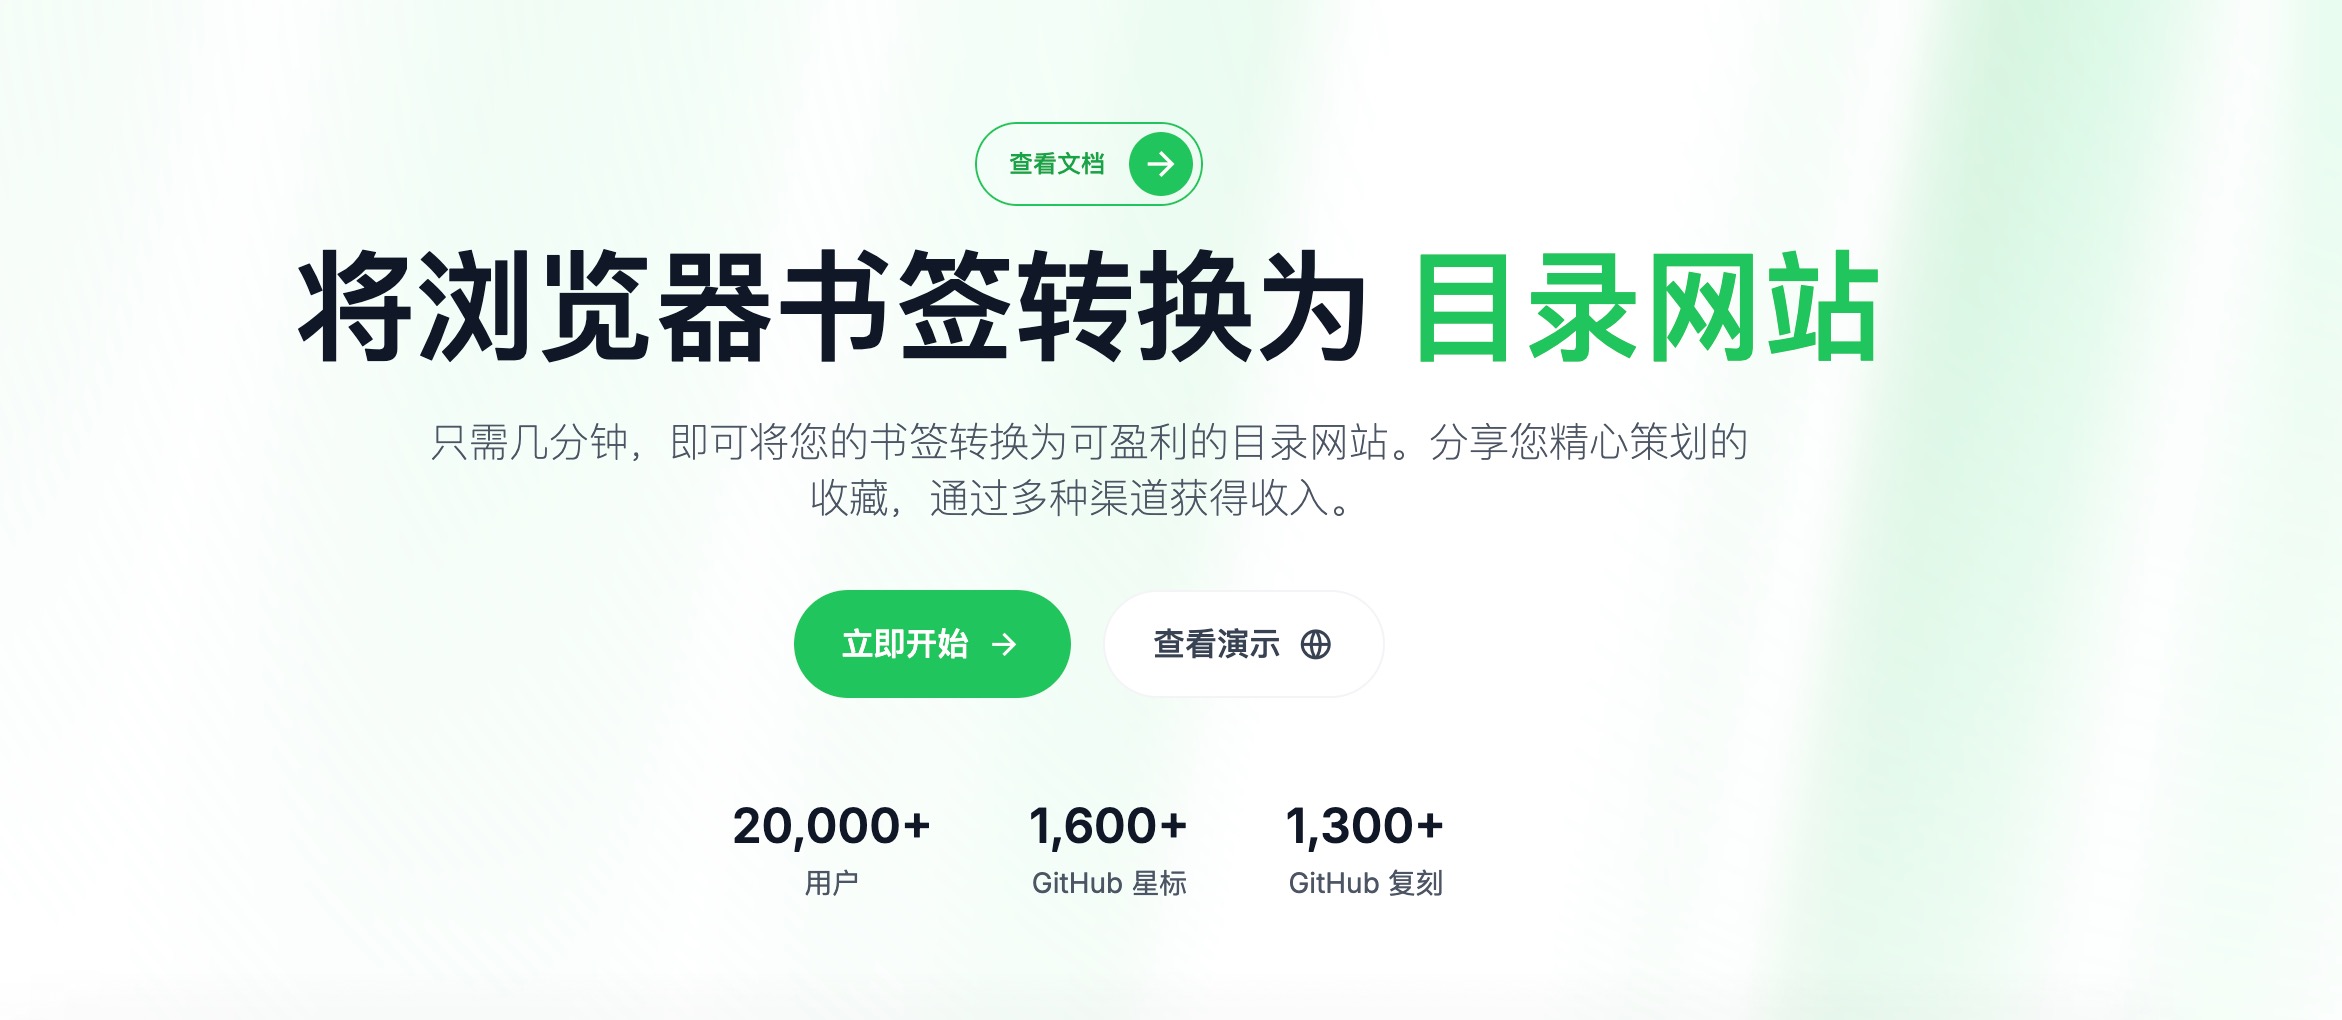 查看文档
将浏览器书签转换为 目录网站
只需几分钟，即可将您的书签转换为可盈利的目录网站。分享您精心策划的
收藏，通过多种渠道获得收入。
立即开始
查看演示
20,000+
1,600+
1,300+
用户
GitHub 星标
GitHub 复刻